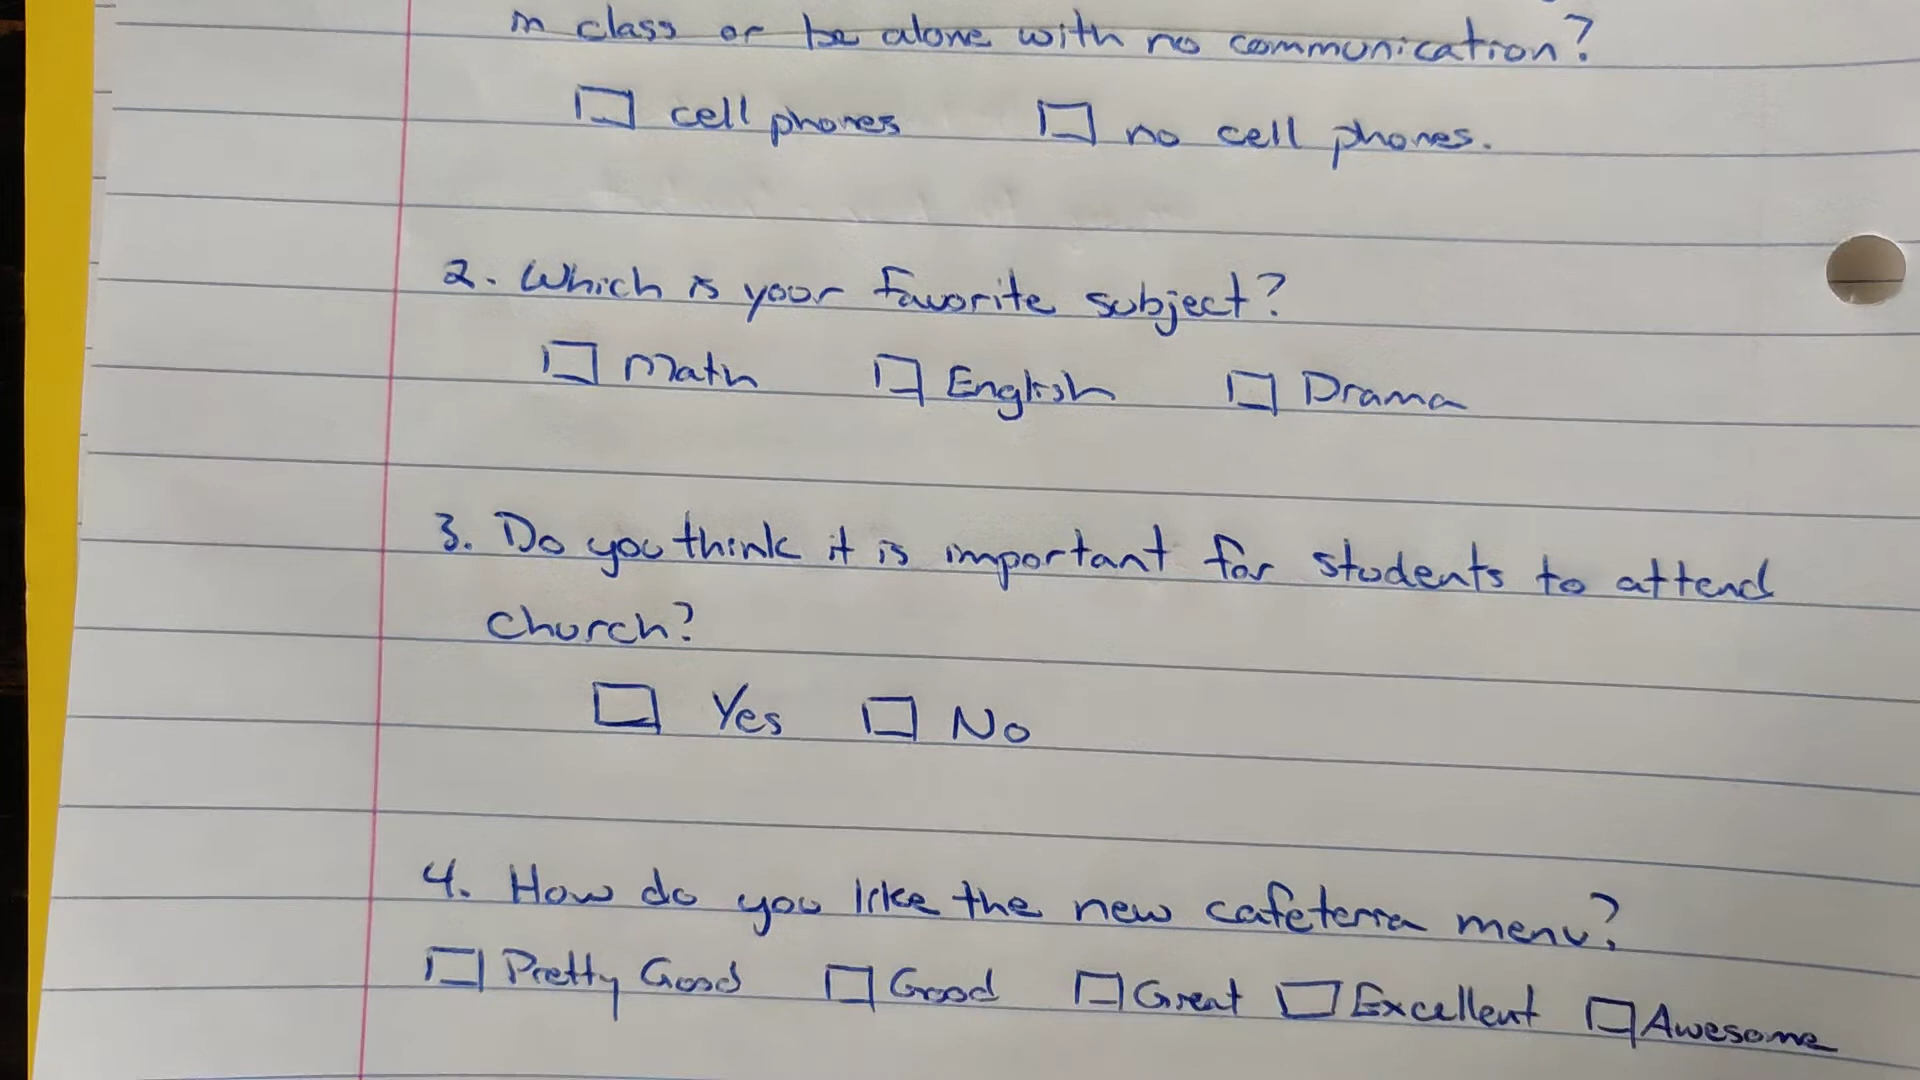 in class or be alone with no communication?
cell phones no cell phones.
2. Which is your favorite subject?
Math English Drama
3. Do you think it is important for students to attend
church?
Yes No
4. How do you like the new cafeteria menu?
Pretty Good Good Great Excellent Awesome